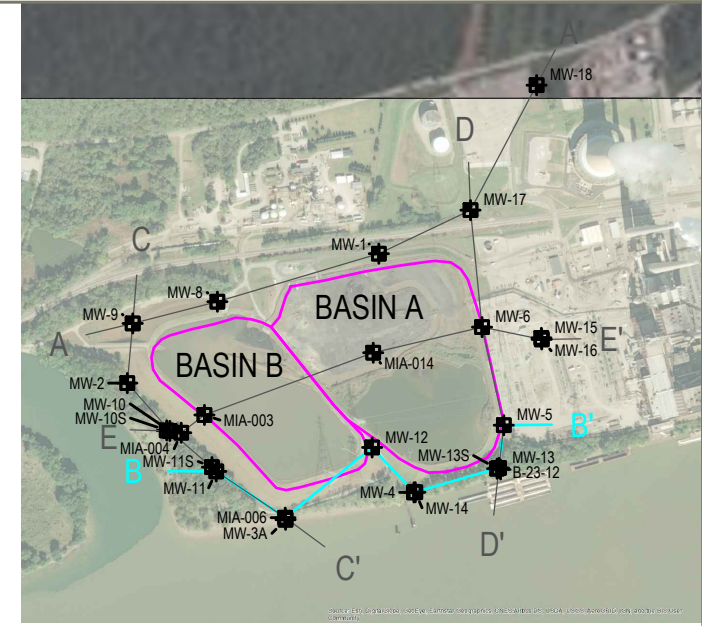 A'
MW-18
D
MW-17
MW-1
C
MW-8
BASIN A
MW-9
MW-6
A
MW-15
E'
MW-16
BASIN B
MIA-014
MW-2
MW-10
MW-10S
MIA-003
E
MW-5
B'
MIA-004
MW-12
MW-11S
B
MW-13S
MW-13
B-23-12
MW-11
MW-4
MW-14
MIA-006
MW-3A
D'
C'
Community